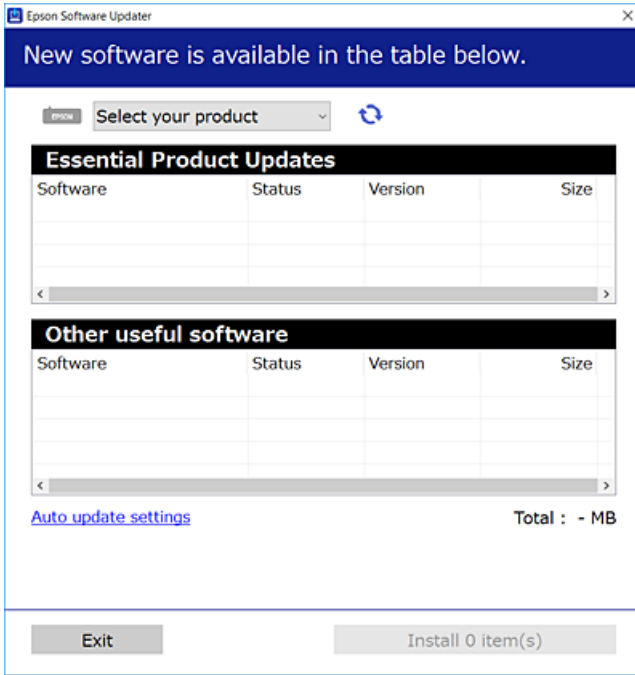 Epson Software Updater
New software is available in the table below.
EPSON Select your product
Essential Product Updates
Software Status Version Size
Other useful software
Software Status Version Size
Auto update settings Total : - MB
Exit Install 0 item(s)